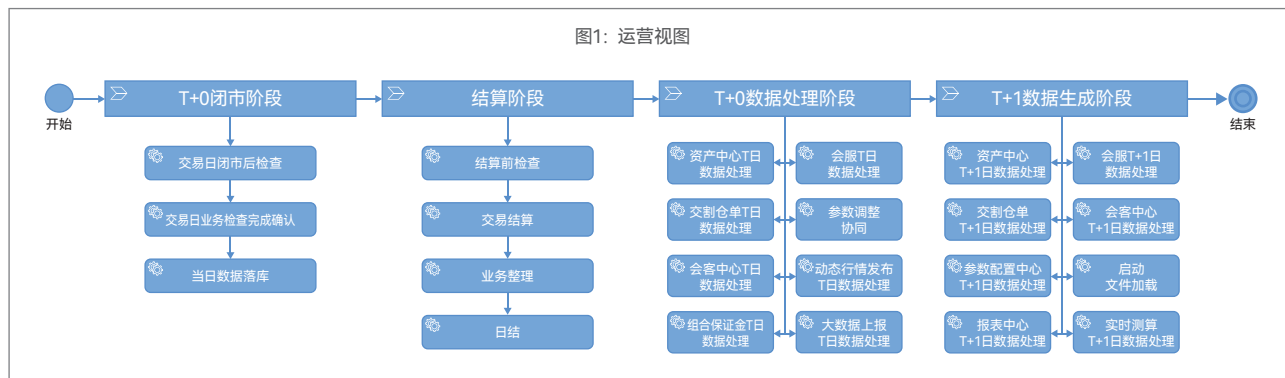 图1：运营视图
开始
T+0闭市阶段
结算阶段
T+0数据处理阶段
T+1数据生成阶段
结束
交易日闭市后检查
交易日业务检查完成确认
当日数据落库
结算前检查
交易结算
业务整理
日结
资产中心T日
数据处理
会服T日
数据处理
交割仓单T日
数据处理
参数调整
协同
会客中心T日
数据处理
动态行情发布
T日数据处理
组合保证金T日
数据处理
大数据上报
T日数据处理
资产中心
T+1日数据处理
会服T+1日
数据处理
交割仓单
T+1日数据处理
会客中心
T+1日数据处理
参数配置中心
T+1日数据处理
启动
文件加载
报表中心
T+1日数据处理
实时测算
T+1日数据处理